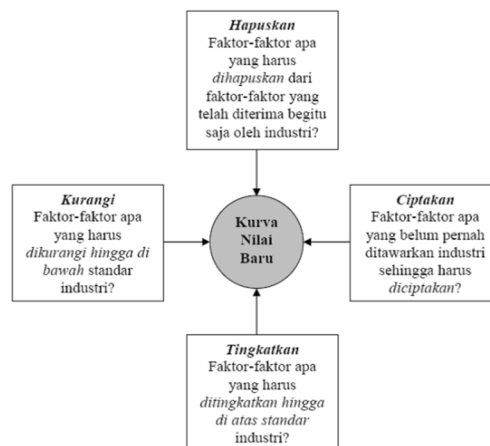 Hapuskan
Faktor-faktor apa
yang harus
dihapuskan dari
faktor-faktor yang
telah diterima begitu
saja oleh industri?
Kurangi
Faktor-faktor apa
yang harus
dikurangi hingga di
bawah standar
industri?
Kurva
Nilai
Baru
Ciptakan
Faktor-faktor apa
yang belum pernah
ditawarkan industri
sehingga harus
diciptakan?
Tingkatkan
Faktor-faktor apa
yang harus
ditingkatkan hingga
di atas standar
industri?